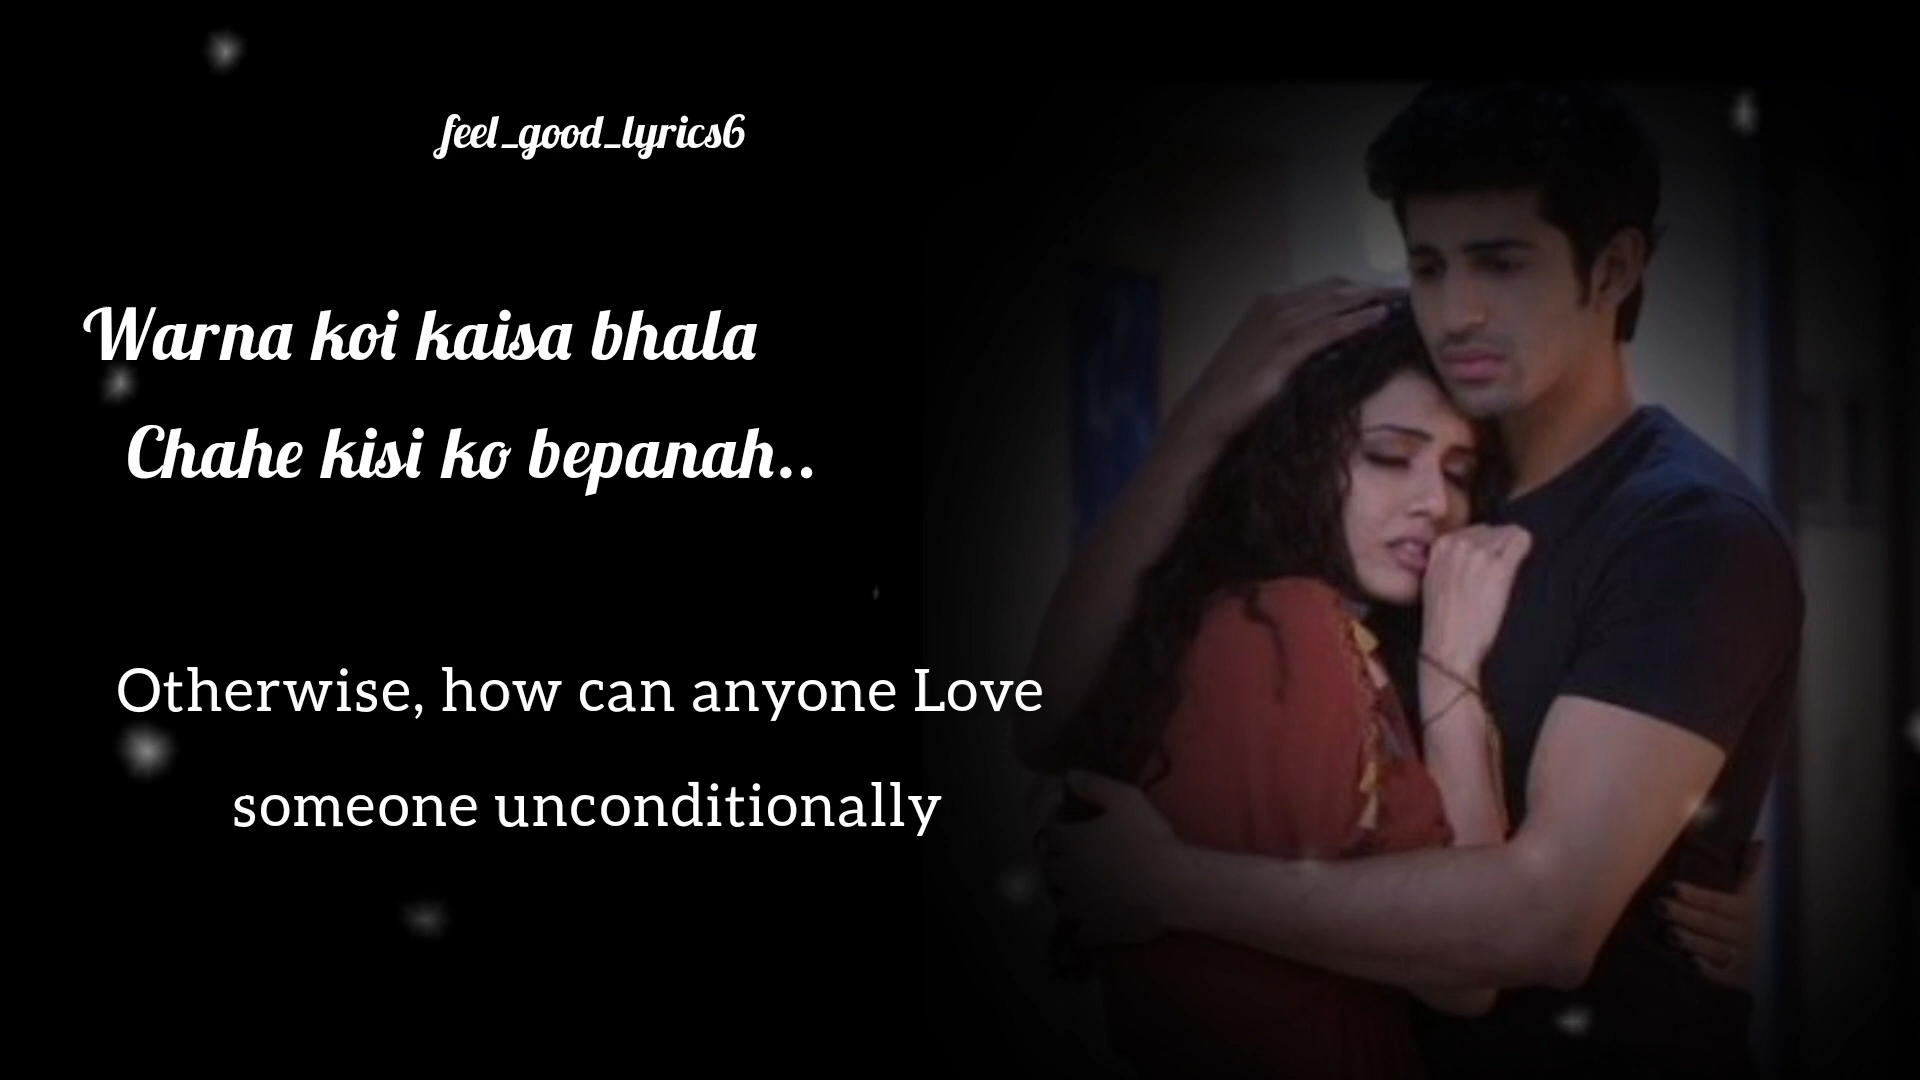 feel_good_lyrics6
Warna koi kaisa bhala
Chahe kisi ko bepanah..
Otherwise, how can anyone Love
someone unconditionally